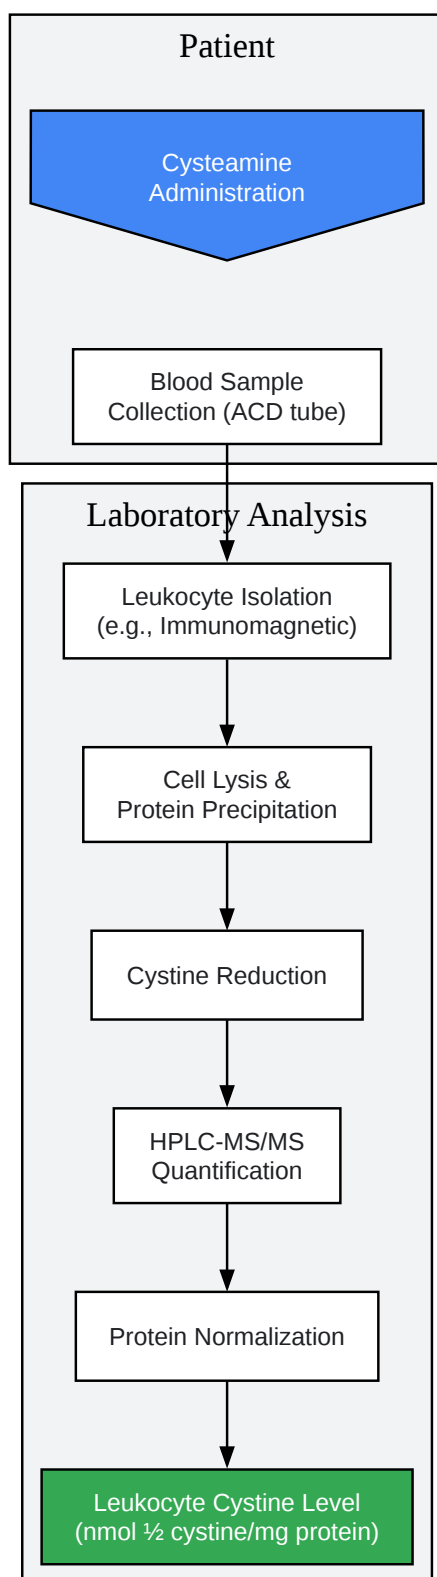 Patient
Cysteamine
Administration
Blood Sample
Collection (ACD tube)
Laboratory Analysis
Leukocyte Isolation
(e.g., Immunomagnetic)
Cell Lysis &
Protein Precipitation
Cystine Reduction
HPLC-MS/MS
Quantification
Protein Normalization
Leukocyte Cystine Level
(nmol ½ cystine/mg protein)